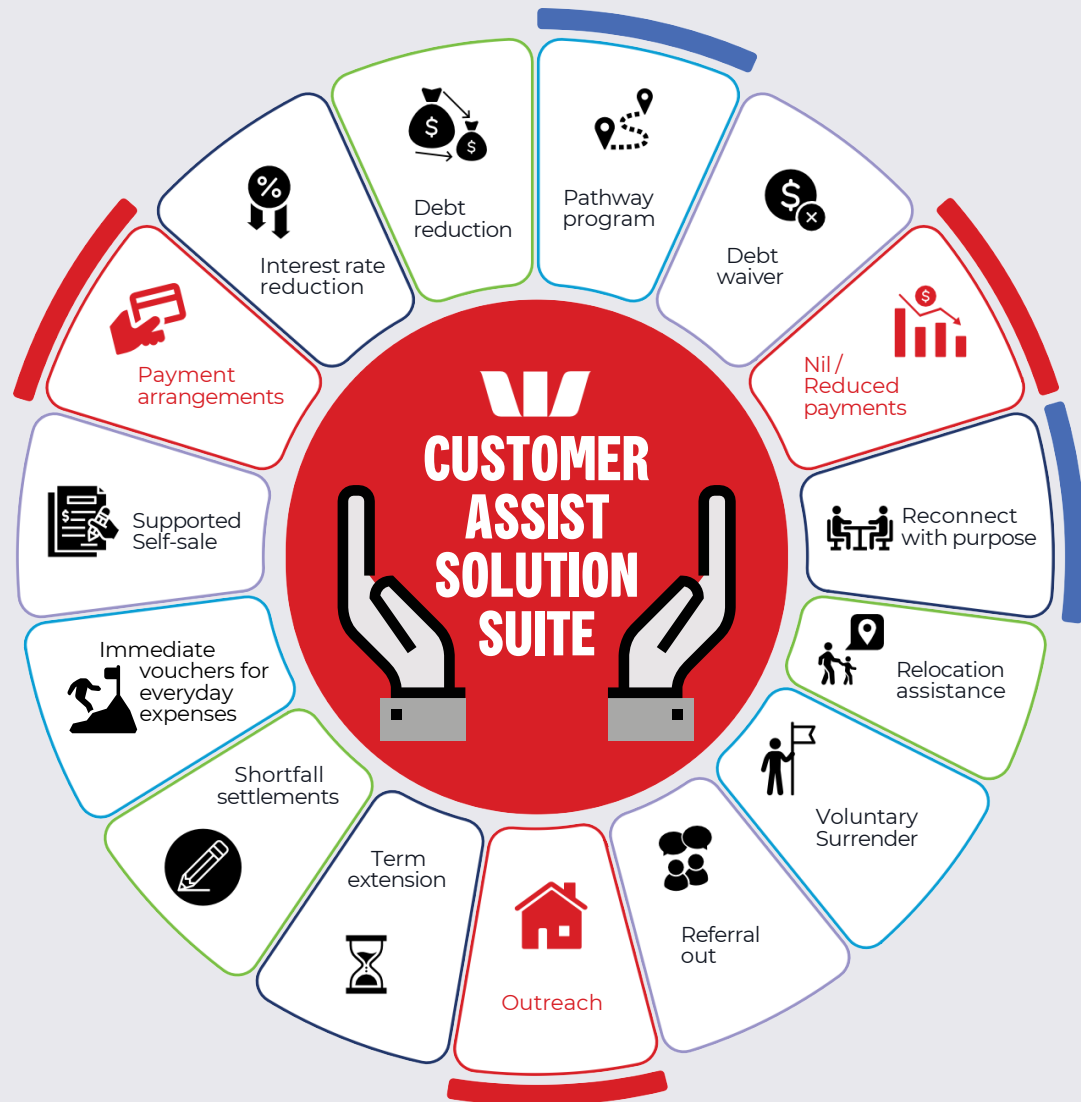 CUSTOMER
ASSIST
SOLUTION
SUITE
Pathway
program
Debt
waiver
Nil /
Reduced
payments
Reconnect
with purpose
Relocation
assistance
Voluntary
Surrender
Referral
out
Outreach
Term
extension
Shortfall
settlements
Immediate
vouchers for
everyday
expenses
Supported
Self-sale
Payment
arrangements
Interest rate
reduction
Debt
reduction
$
$
$
$
%
$